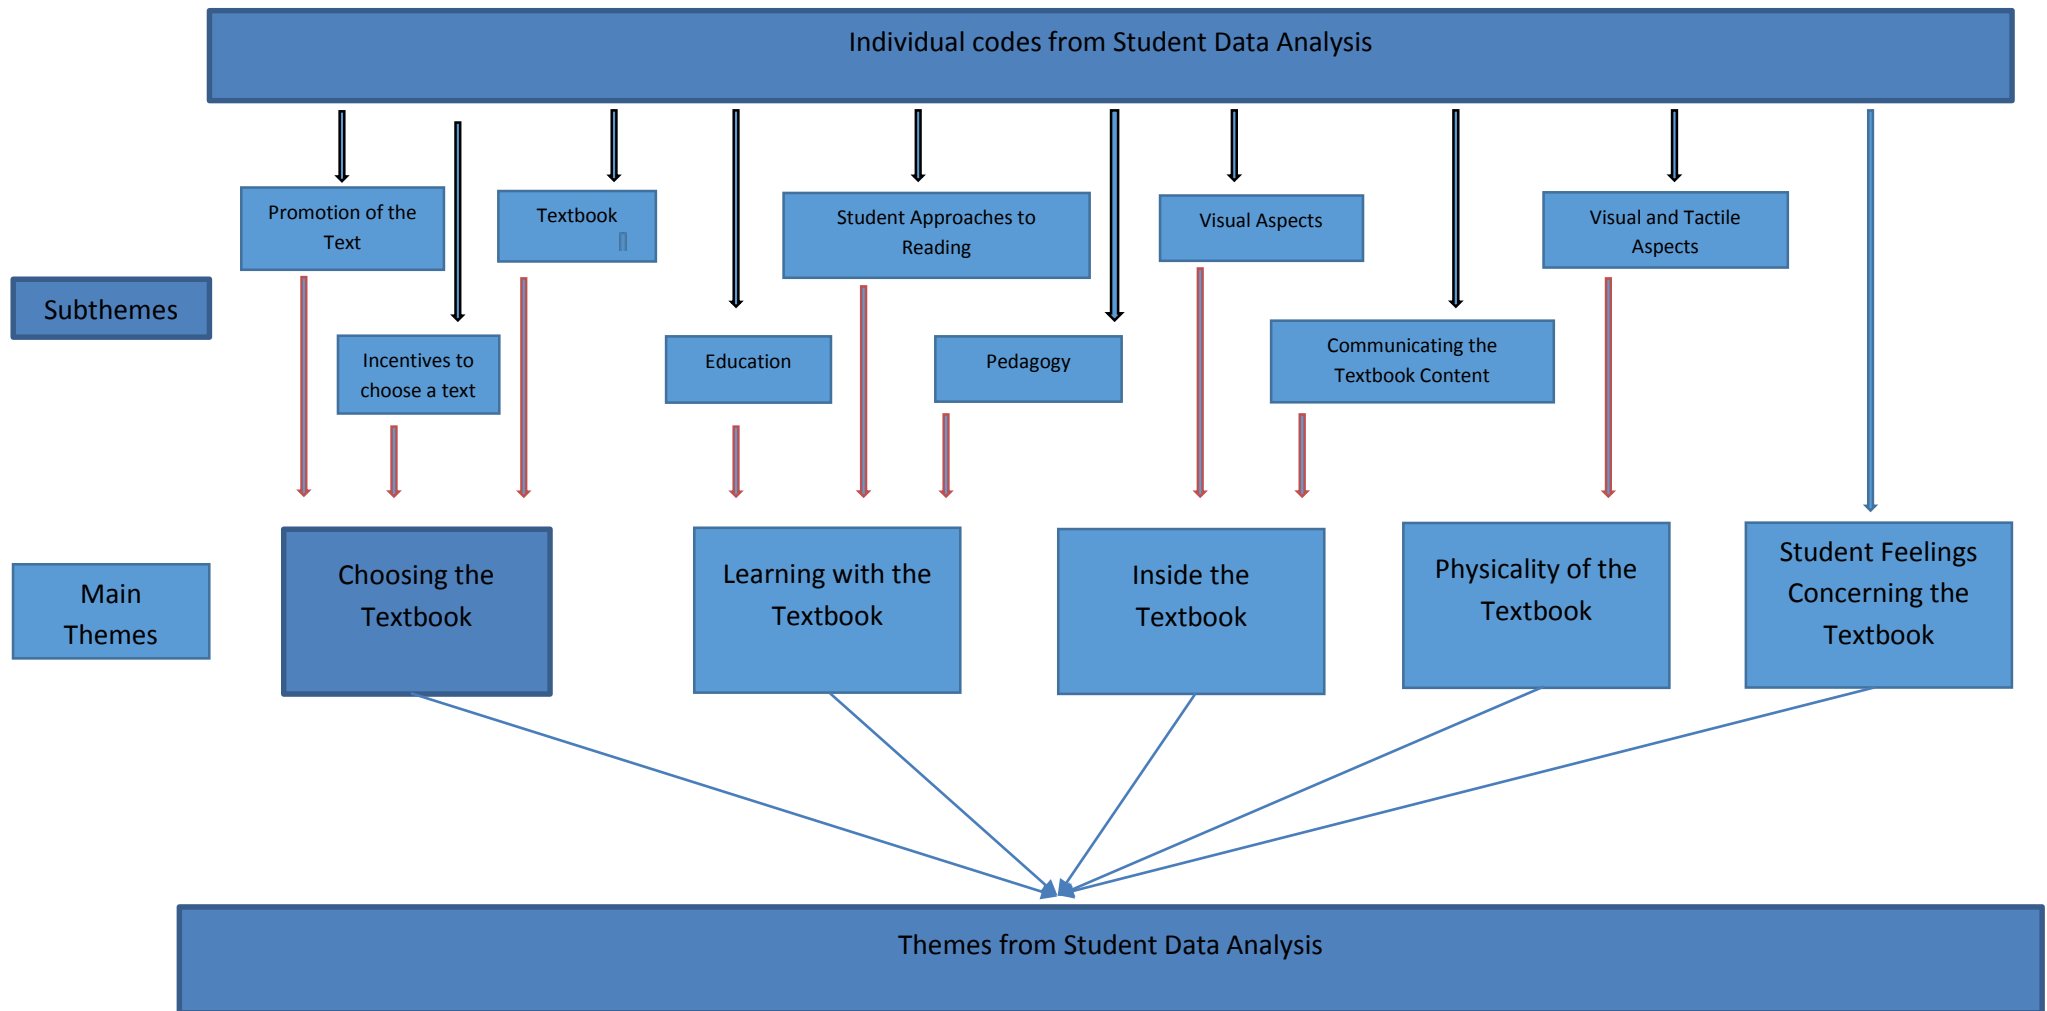 Individual codes from Student Data Analysis
Promotion of the
Text
Textbook
Student Approaches to
Reading
Visual Aspects
Visual and Tactile
Aspects
Subthemes
Incentives to
choose a text
Education
Pedagogy
Communicating the
Textbook Content
Main
Themes
Choosing the
Textbook
Learning with the
Textbook
Inside the
Textbook
Physicality of the
Textbook
Student Feelings
Concerning the
Textbook
Themes from Student Data Analysis